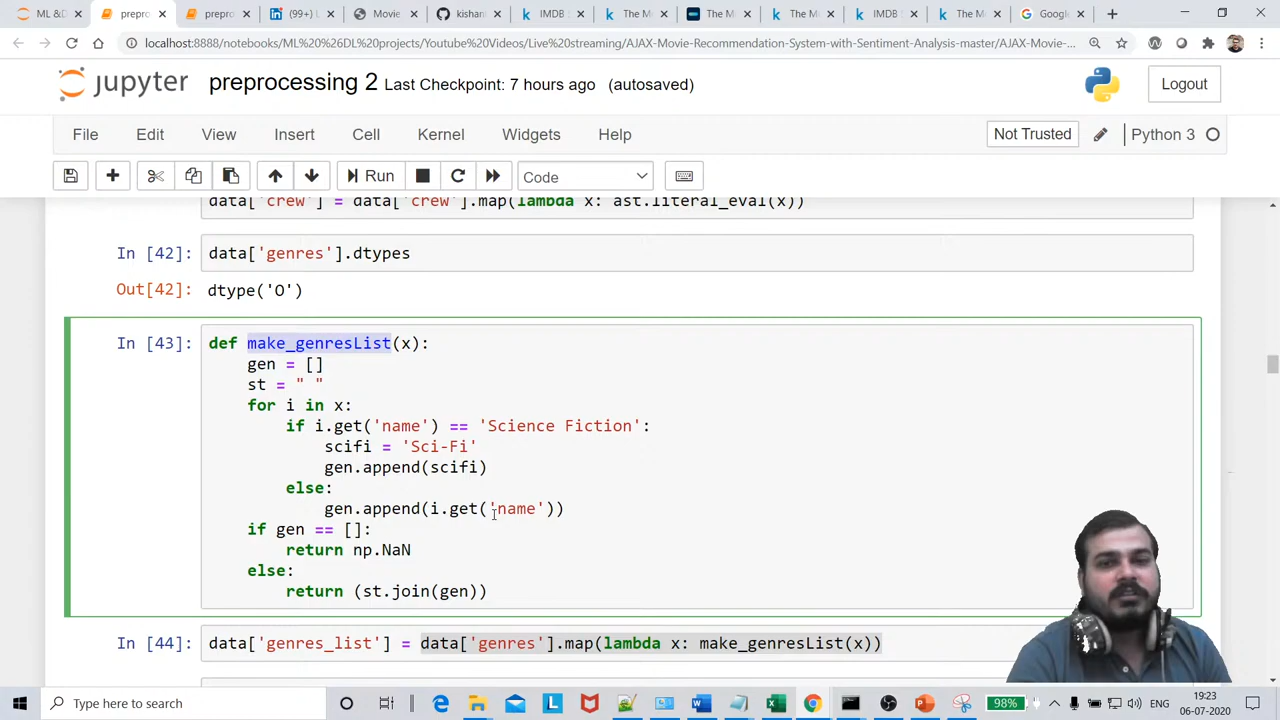 ML & D
prepro
prepro
(99+) L
Movie
kishan
IMDB S
The M
The M
The M
IMDB S
The M
Google
localhost:8888/notebooks/ML%20%26DL%20projects/Youtube%20Videos/Live%20streaming/AJAX-Movie-Recommendation-System-with-Sentiment-Analysis-master/AJAX-Movie-...
jupyter preprocessing 2 Last Checkpoint: 7 hours ago (autosaved) Logout
File Edit View Insert Cell Kernel Widgets Help Not Trusted Python 3
Run Code
data['crew'] = data['crew'].map(lambda x: ast.literal_eval(x))
In [42]: data['genres'].dtypes
Out[42]: dtype('O')
In [43]: def make_genresList(x):
gen = []
st = " "
for i in x:
if i.get('name') == 'Science Fiction':
scifi = 'Sci-Fi'
gen.append(scifi)
else:
gen.append(i.get('name'))
if gen == []:
return np.NaN
else:
return (st.join(gen))
In [44]: data['genres_list'] = data['genres'].map(lambda x: make_genresList(x))
Type here to search 98% ENG 19:23
06-07-2020